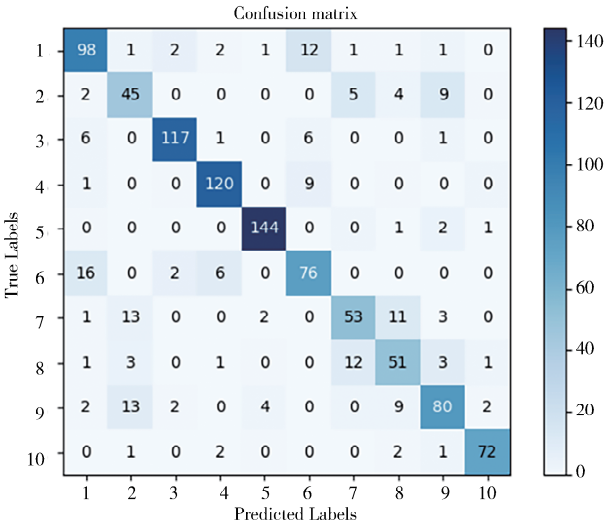 Confusion matrix
1 98 1 2 2 1 12 1 1 1 0
2 2 45 0 0 0 0 5 4 9 0
3 6 0 117 1 0 6 0 0 1 0
4 1 0 0 120 0 9 0 0 0 0
5 0 0 0 0 144 0 0 1 2 1
6 16 0 2 6 0 76 0 0 0 0
7 1 13 0 0 2 0 53 11 3 0
8 1 3 0 1 0 0 12 51 3 1
9 2 13 2 0 4 0 0 9 80 2
10 0 1 0 2 0 0 0 2 1 72
1 2 3 4 5 6 7 8 9 10
Predicted Labels
True Labels
140
120
100
80
60
40
20
0